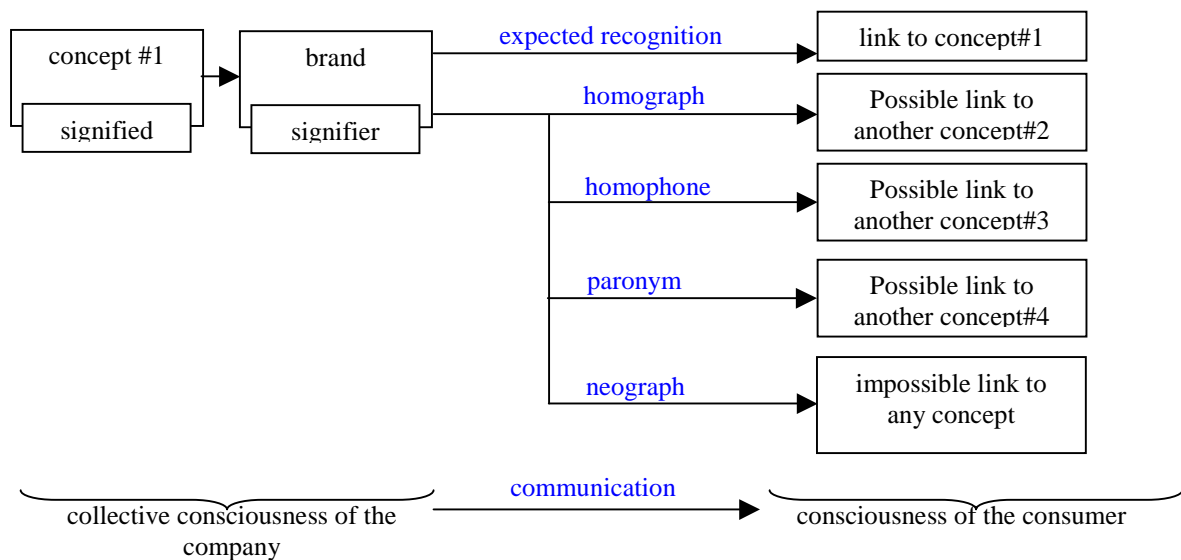 concept #1
signified
brand
signifier
expected recognition
link to concept#1
homograph
Possible link to
another concept#2
homophone
Possible link to
another concept#3
paronym
Possible link to
another concept#4
neograph
impossible link to
any concept
collective consciousness of the
company
communication
consciousness of the consumer